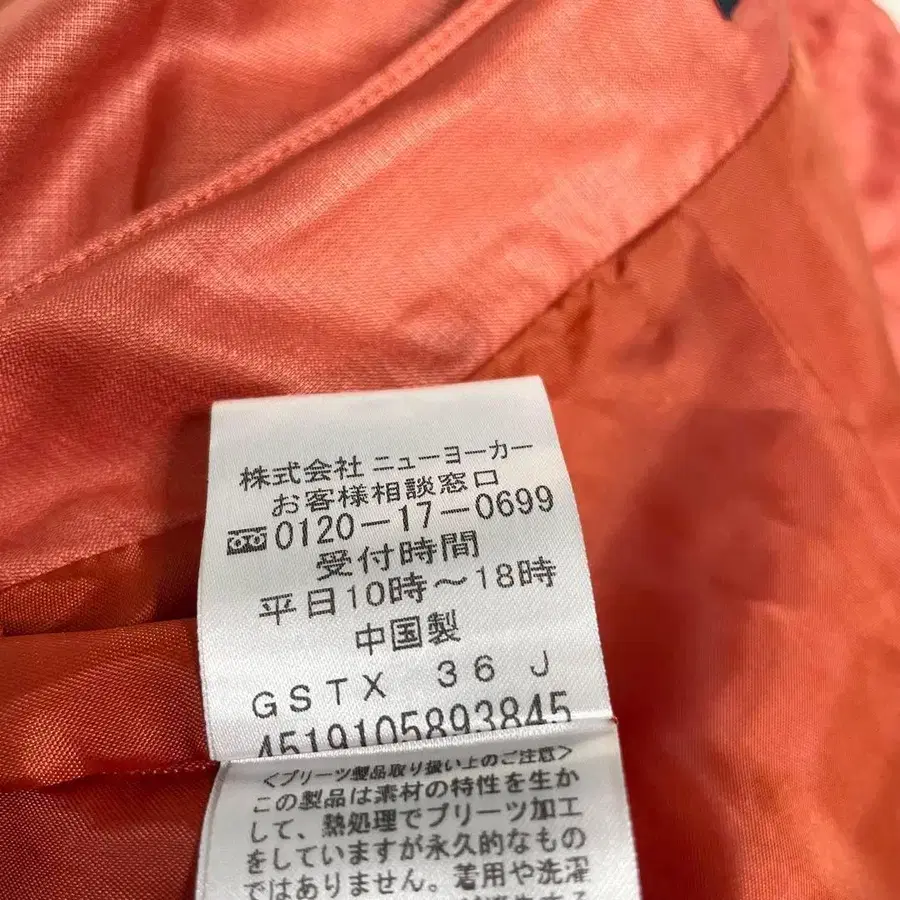 株式会社 ニューヨーカー
お客様相談窓口
0120-17-0699
受付時間
平日10時～18時
中国製
GSTX 36 J
4519105893845
＜プリーツ製品取り扱い上のご注意＞
この製品は素材の特性を生か
して、熱処理でプリーツ加工
をしていますが永久的なもの
ではありません。着用や洗濯